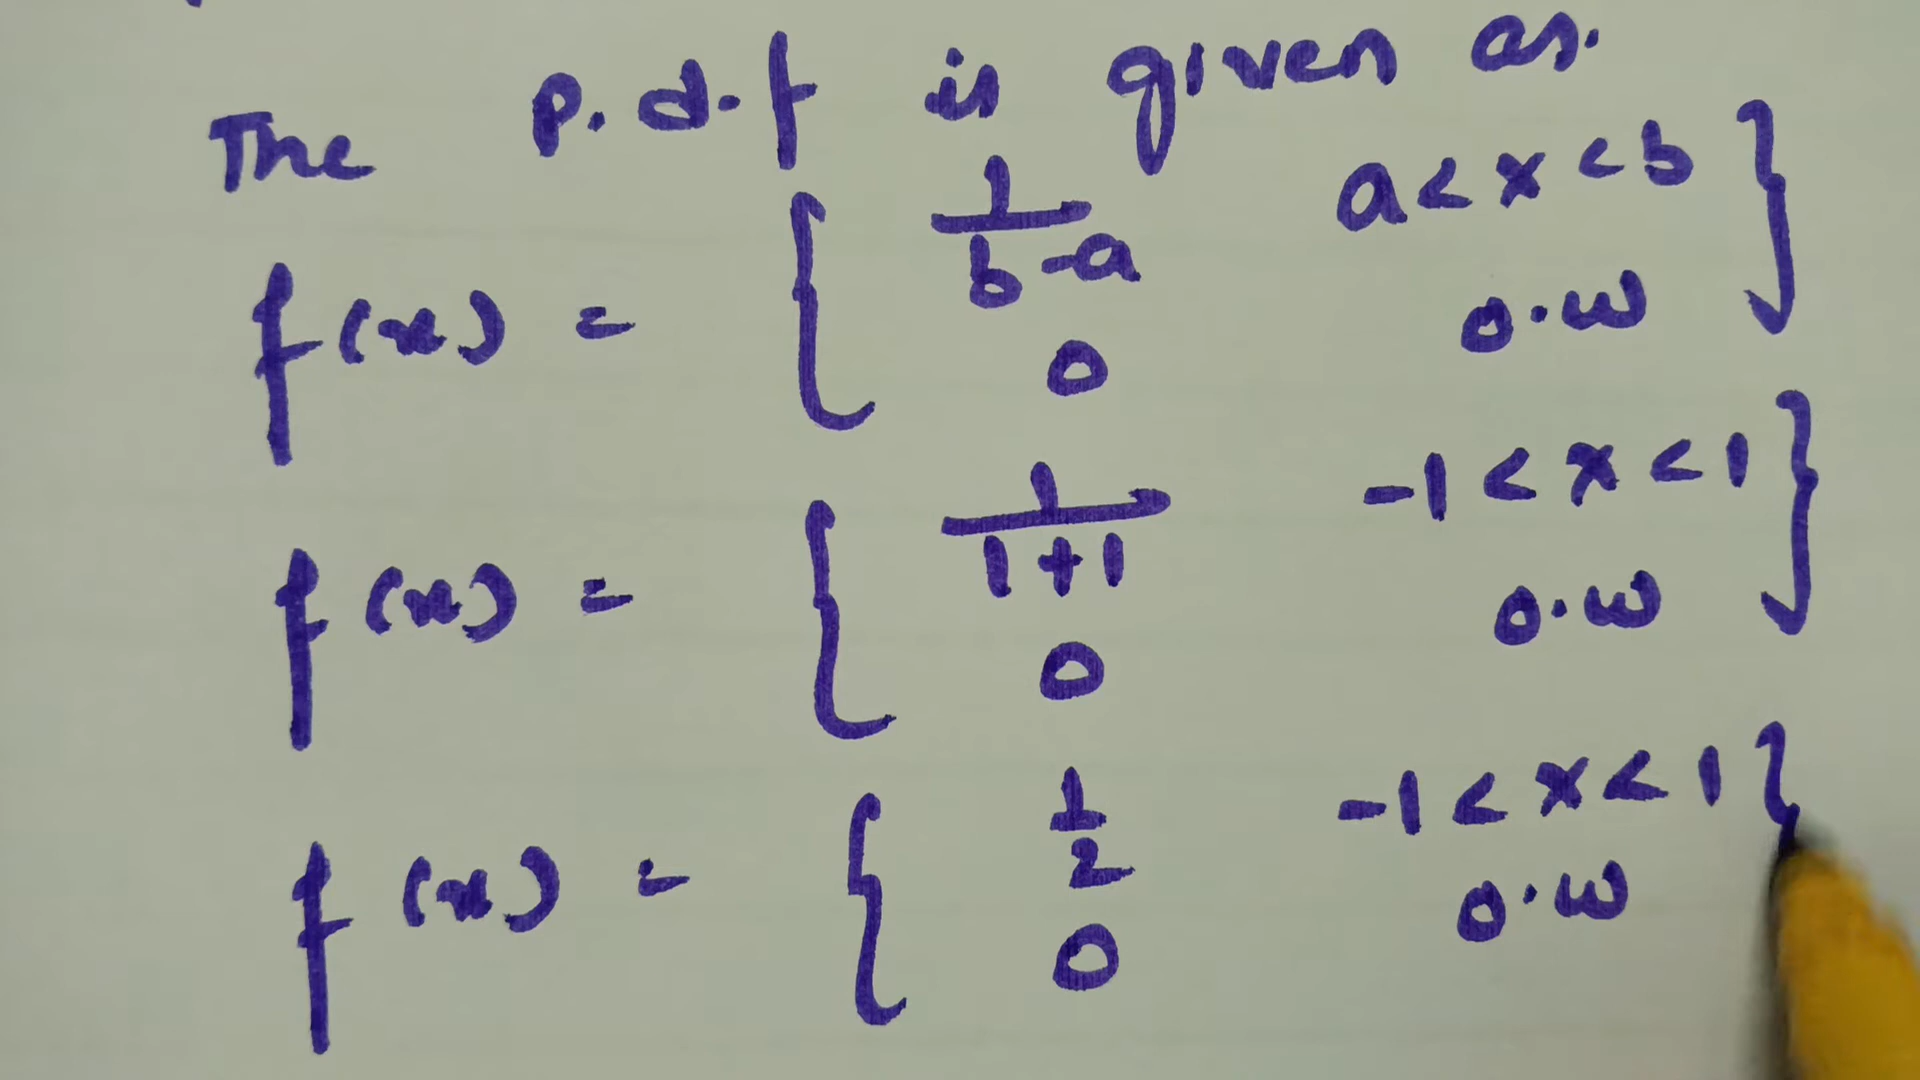 The p.d.f is given as.
f(x) = { 1/(b-a) a < x < b }
0 o.w
f(x) = { 1/(1+1) -1 < x < 1 }
0 o.w
f(x) = { 1/2 -1 < x < 1 }
0 o.w